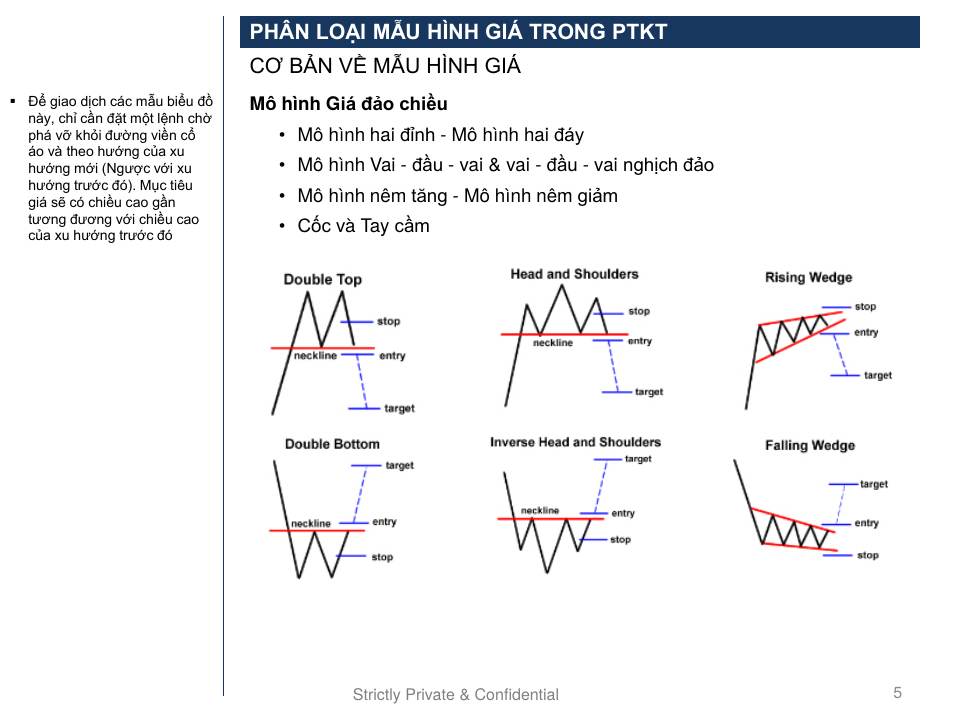 PHÂN LOẠI MẪU HÌNH GIÁ TRONG PTKT
CƠ BẢN VỀ MẪU HÌNH GIÁ
▪ Để giao dịch các mẫu biểu đồ
này, chỉ cần đặt một lệnh chờ
phá vỡ khỏi đường viền cổ
áo và theo hướng của xu
hướng mới (Ngược với xu
hướng trước đó). Mục tiêu
giá sẽ có chiều cao gần
tương đương với chiều cao
của xu hướng trước đó
Mô hình Giá đảo chiều
• Mô hình hai đỉnh - Mô hình hai đáy
• Mô hình Vai - đầu - vai & vai - đầu - vai nghịch đảo
• Mô hình nêm tăng - Mô hình nêm giảm
• Cốc và Tay cầm
Double Top
stop
neckline
entry
target
Head and Shoulders
stop
neckline
entry
target
Rising Wedge
stop
entry
target
Double Bottom
target
neckline
entry
stop
Inverse Head and Shoulders
target
neckline
entry
stop
Falling Wedge
target
entry
stop
Strictly Private & Confidential
5